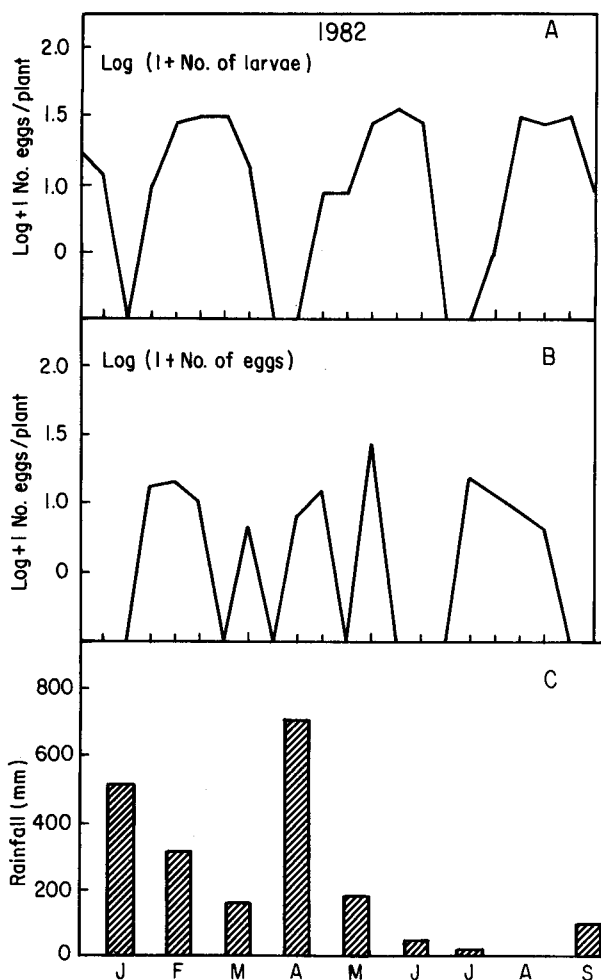 1982
A
Log (1+ No. of larvae)
Log+1 No. eggs/plant
2.0
1.5
1.0
0
B
Log (1+ No. of eggs)
Log+1 No. eggs/plant
2.0
1.5
1.0
0
C
Rainfall (mm)
800
600
400
200
0
J F M A M J J A S